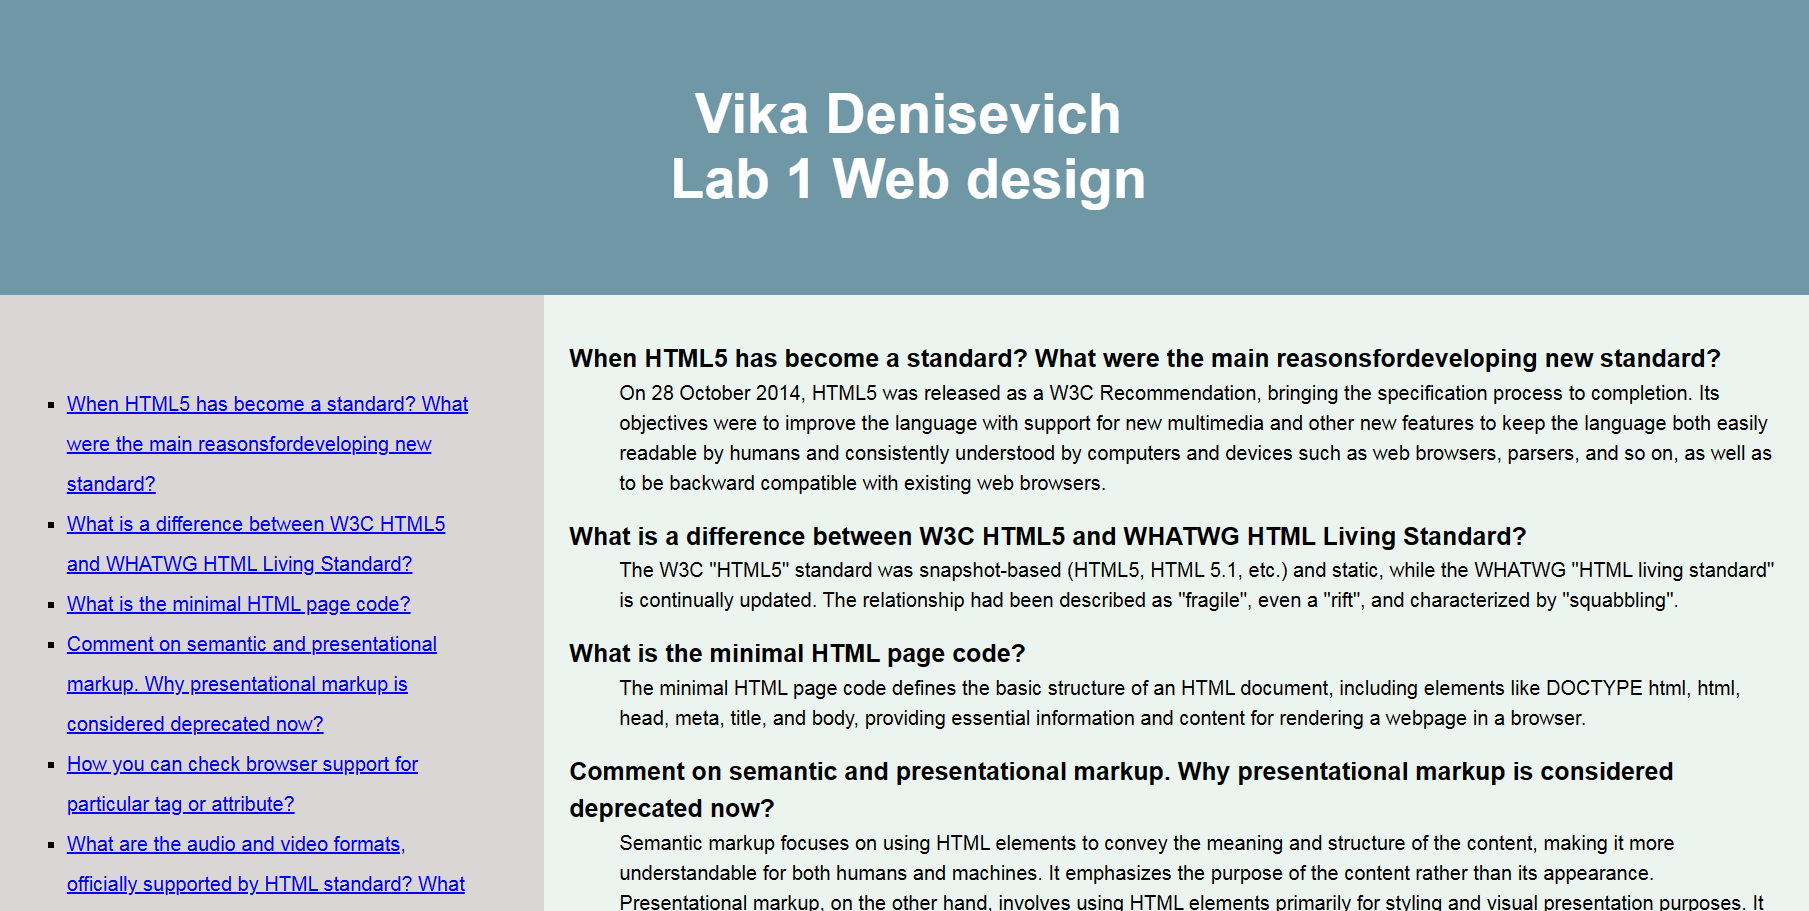 Vika Denisevich
Lab 1 Web design
When HTML5 has become a standard? What
were the main reasonsfordeveloping new
standard?
What is a difference between W3C HTML5
and WHATWG HTML Living Standard?
What is the minimal HTML page code?
Comment on semantic and presentational
markup. Why presentational markup is
considered deprecated now?
How you can check browser support for
particular tag or attribute?
What are the audio and video formats,
officially supported by HTML standard? What
When HTML5 has become a standard? What were the main reasonsfordeveloping new standard?
On 28 October 2014, HTML5 was released as a W3C Recommendation, bringing the specification process to completion. Its
objectives were to improve the language with support for new multimedia and other new features to keep the language both easily
readable by humans and consistently understood by computers and devices such as web browsers, parsers, and so on, as well as
to be backward compatible with existing web browsers.
What is a difference between W3C HTML5 and WHATWG HTML Living Standard?
The W3C "HTML5" standard was snapshot-based (HTML5, HTML 5.1, etc.) and static, while the WHATWG "HTML living standard"
is continually updated. The relationship had been described as "fragile", even a "rift", and characterized by "squabbling".
What is the minimal HTML page code?
The minimal HTML page code defines the basic structure of an HTML document, including elements like DOCTYPE html, html,
head, meta, title, and body, providing essential information and content for rendering a webpage in a browser.
Comment on semantic and presentational markup. Why presentational markup is considered
deprecated now?
Semantic markup focuses on using HTML elements to convey the meaning and structure of the content, making it more
understandable for both humans and machines. It emphasizes the purpose of the content rather than its appearance.
Presentational markup, on the other hand, involves using HTML elements primarily for styling and visual presentation purposes. It